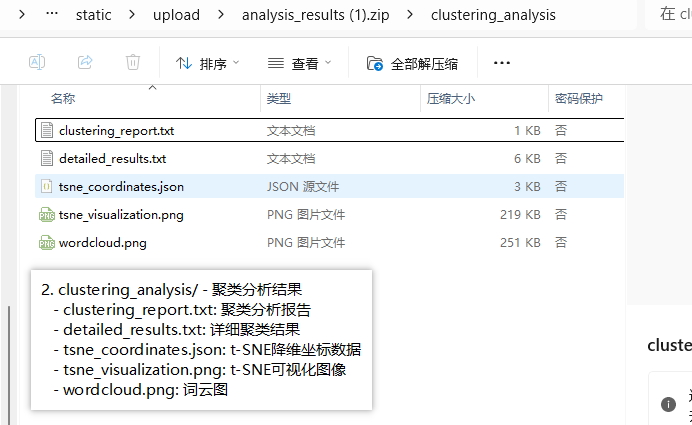 static > upload > analysis_results (1).zip > clustering_analysis
在 cl
排序 查看 全部解压缩
名称 类型 压缩大小 密码保护
clustering_report.txt 文本文档 1 KB 否
detailed_results.txt 文本文档 6 KB 否
tsne_coordinates.json JSON 源文件 3 KB 否
tsne_visualization.png PNG 图片文件 219 KB 否
wordcloud.png PNG 图片文件 251 KB 否
2. clustering_analysis/ - 聚类分析结果
- clustering_report.txt: 聚类分析报告
- detailed_results.txt: 详细聚类结果
- tsne_coordinates.json: t-SNE降维坐标数据
- tsne_visualization.png: t-SNE可视化图像
- wordcloud.png: 词云图
cluste